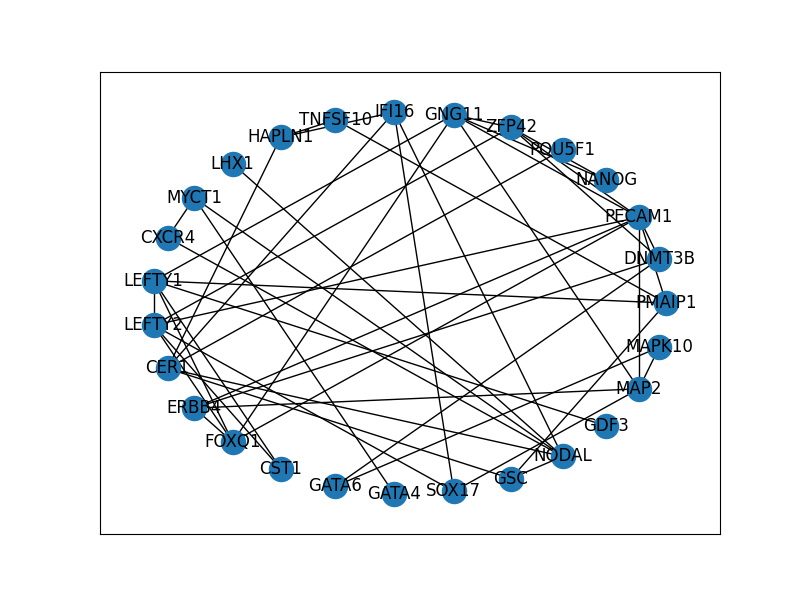 IFI16
GNG11
TNFSF10
ZFP42
HAPLN1
POU5F1
LHX1
NANOG
MYCT1
PECAM1
CXCR4
DNMT3B
LEFTY1
PMAIP1
LEFTY2
MAPK10
CER1
MAP2
ERBB4
GDF3
FOXQ1
NODAL
CST1
GSC
GATA6
GATA4
SOX17